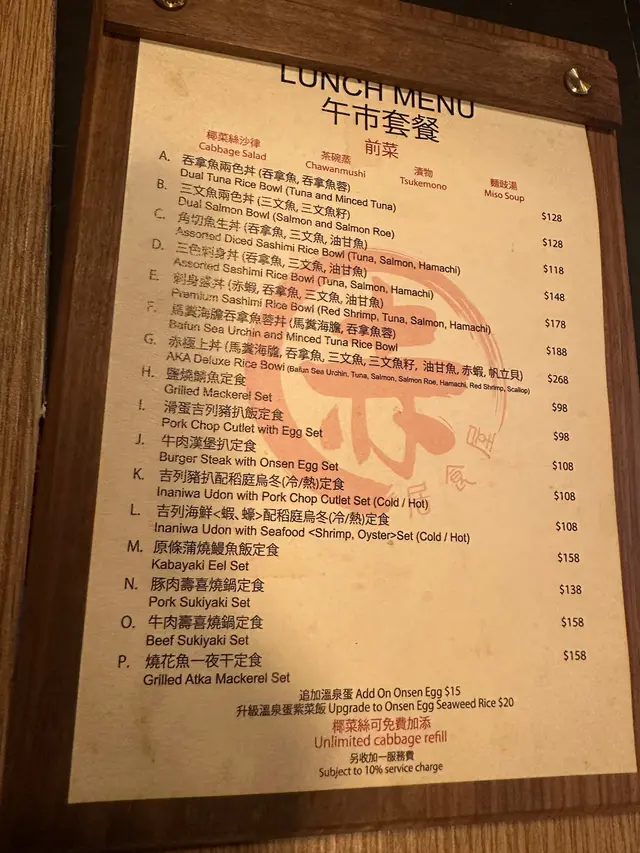 LUNCH MENU
午市套餐
前菜
椰菜絲沙律 茶碗蒸 漬物 麵豉湯
Cabbage Salad Chawanmushi Tsukemono Miso Soup
A. 吞拿魚兩色丼 (吞拿魚, 吞拿魚蓉)
Dual Tuna Rice Bowl (Tuna and Minced Tuna) $128
B. 三文魚兩色丼 (三文魚, 三文魚籽)
Dual Salmon Bowl (Salmon and Salmon Roe) $128
C. 角切魚生丼 (吞拿魚, 三文魚, 油甘魚)
Assorted Diced Sashimi Rice Bowl (Tuna, Salmon, Hamachi) $118
D. 三色刺身丼 (吞拿魚, 三文魚, 油甘魚)
Assorted Sashimi Rice Bowl (Tuna, Salmon, Hamachi) $148
E. 刺身盛丼 (赤蝦, 吞拿魚, 三文魚, 油甘魚)
Premium Sashimi Rice Bowl (Red Shrimp, Tuna, Salmon, Hamachi) $178
F. 馬糞海膽吞拿魚蓉丼 (馬糞海膽, 吞拿魚蓉)
Bafun Sea Urchin and Minced Tuna Rice Bowl $188
G. 赤極上丼 (馬糞海膽, 吞拿魚, 三文魚, 三文魚籽, 油甘魚, 赤蝦, 帆立貝)
AKA Deluxe Rice Bowl (Bafun Sea Urchin, Tuna, Salmon, Salmon Roe, Hamachi, Red Shrimp, Scallop) $268
H. 鹽燒鯖魚定食
Grilled Mackerel Set $98
I. 滑蛋吉列豬扒飯定食
Pork Chop Cutlet with Egg Set $98
J. 牛肉漢堡扒定食
Burger Steak with Onsen Egg Set $108
K. 吉列豬扒配稻庭烏冬(冷/熱)定食
Inaniwa Udon with Pork Chop Cutlet Set (Cold / Hot) $108
L. 吉列海鮮<蝦、蠔>配稻庭烏冬(冷/熱)定食
Inaniwa Udon with Seafood <Shrimp, Oyster>Set (Cold / Hot) $108
M. 原條蒲燒鰻魚飯定食
Kabayaki Eel Set $158
N. 豚肉壽喜燒鍋定食
Pork Sukiyaki Set $138
O. 牛肉壽喜燒鍋定食
Beef Sukiyaki Set $158
P. 燒花魚一夜干定食
Grilled Atka Mackerel Set $158
追加溫泉蛋 Add On Onsen Egg $15
升級溫泉蛋紫菜飯 Upgrade to Onsen Egg Seaweed Rice $20
椰菜絲可免費加添
Unlimited cabbage refill
另收加一服務費
Subject to 10% service charge
赤
居食屋